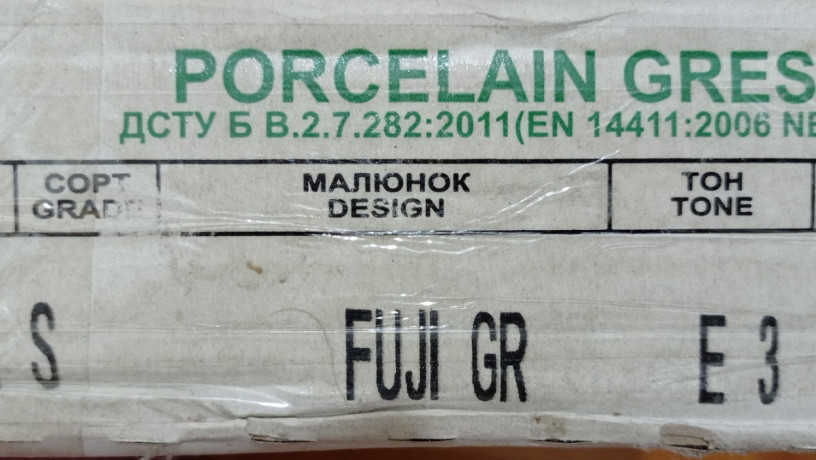 PORCELAIN GRES
ДСТУ Б В.2.7.282:2011(EN 14411:2006 NE
СОРТ МАЛЮНОК ТОН
GRADE DESIGN TONE
S FUJI GR E 3